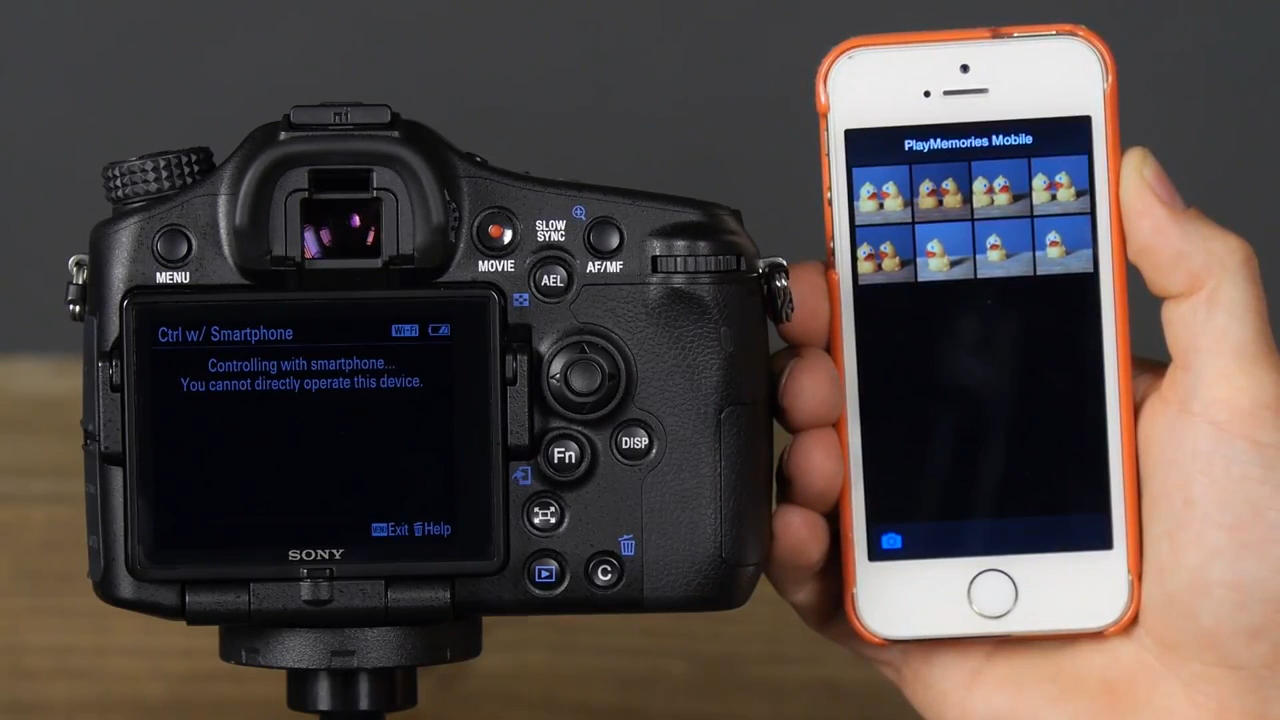 MENU
MOVIE
SLOW
SYNC
AF/MF
AEL
Ctrl w/ Smartphone
Wi-Fi
Controlling with smartphone...
You cannot directly operate this device.
MENU Exit Help
SONY
Fn
DISP
C
PlayMemories Mobile